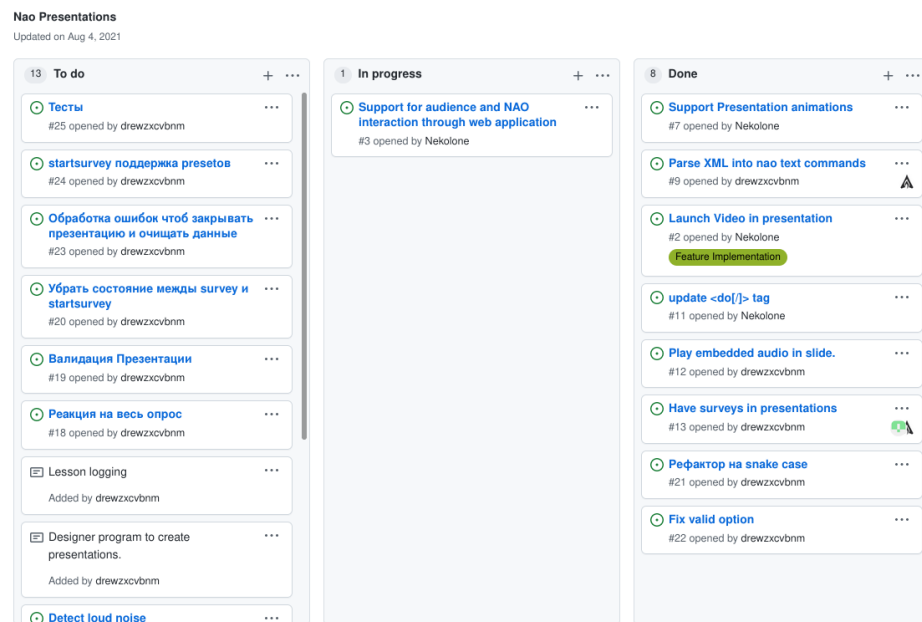 Nao Presentations
Updated on Aug 4, 2021
13 To do
Тесты
#25 opened by drewzxcvbnm
startsurvey поддержка presetов
#24 opened by drewzxcvbnm
Обработка ошибок чтоб закрывать
презентацию и очищать данные
#23 opened by drewzxcvbnm
Убрать состояние между survey и
startsurvey
#20 opened by drewzxcvbnm
Валидация Презентации
#19 opened by drewzxcvbnm
Реакция на весь опрос
#18 opened by drewzxcvbnm
Lesson logging
Added by drewzxcvbnm
Designer program to create
presentations.
Added by drewzxcvbnm
Detect loud noise
1 In progress
Support for audience and NAO
interaction through web application
#3 opened by Nekolone
8 Done
Support Presentation animations
#7 opened by Nekolone
Parse XML into nao text commands
#9 opened by drewzxcvbnm
Launch Video in presentation
#2 opened by Nekolone
Feature Implementation
update <do[/]> tag
#11 opened by Nekolone
Play embedded audio in slide.
#12 opened by drewzxcvbnm
Have surveys in presentations
#13 opened by drewzxcvbnm
Рефактор на snake case
#21 opened by drewzxcvbnm
Fix valid option
#22 opened by drewzxcvbnm